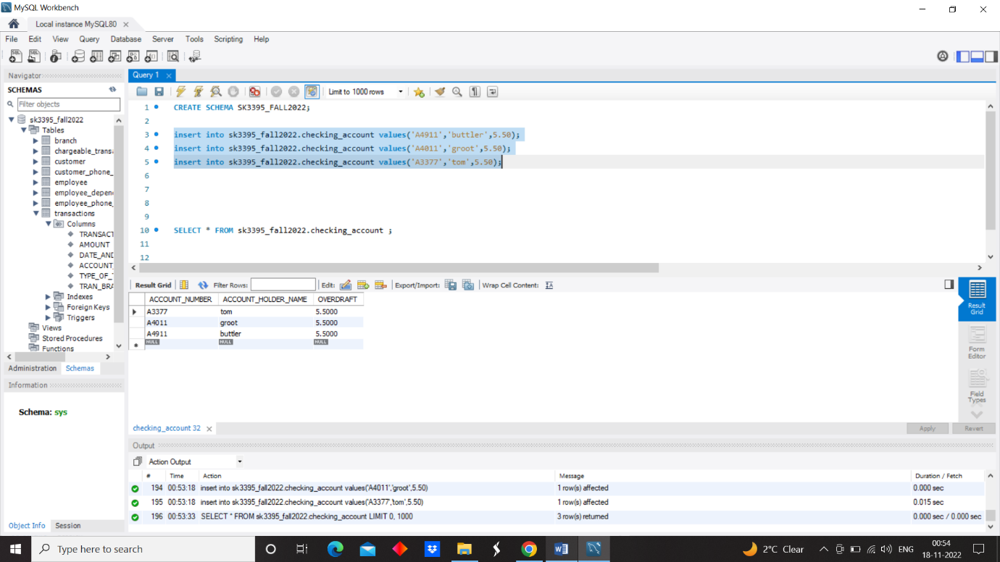 MySQL Workbench
Local instance MySQL80
File Edit View Query Database Server Tools Scripting Help
Navigator
SCHEMAS
Filter objects
sk3395_fall2022
Tables
branch
chargeable_trans
customer
customer_phone_
employee
employee_depen
employee_phone_
transactions
Columns
TRANSACT
AMOUNT
DATE_AND
ACCOUNT_
TYPE_OF_
TRAN_BRA
Indexes
Foreign Keys
Triggers
Views
Stored Procedures
Functions
Administration Schemas
Information
Schema: sys
Object Info Session
Query 1
Limit to 1000 rows
1 CREATE SCHEMA SK3395_FALL2022;
2
3 insert into sk3395_fall2022.checking_account values('A4911','buttler',5.50);
4 insert into sk3395_fall2022.checking_account values('A4011','groot',5.50);
5 insert into sk3395_fall2022.checking_account values('A3377','tom',5.50);
6
7
8
9
10 SELECT * FROM sk3395_fall2022.checking_account ;
11
12
Result Grid Filter Rows: Edit: Export/Import: Wrap Cell Content:
ACCOUNT_NUMBER ACCOUNT_HOLDER_NAME OVERDRAFT
A3377 tom 5.5000
A4011 groot 5.5000
A4911 buttler 5.5000
NULL NULL NULL
Result Grid
Form Editor
Field Types
checking_account 32
Apply Revert
Output
Action Output
# Time Action Message Duration / Fetch
194 00:53:18 insert into sk3395_fall2022.checking_account values('A4011','groot',5.50) 1 row(s) affected 0.000 sec
195 00:53:18 insert into sk3395_fall2022.checking_account values('A3377','tom',5.50) 1 row(s) affected 0.015 sec
196 00:53:33 SELECT * FROM sk3395_fall2022.checking_account LIMIT 0, 1000 3 row(s) returned 0.000 sec / 0.000 sec
Type here to search
2°C Clear
ENG
00:54
18-11-2022